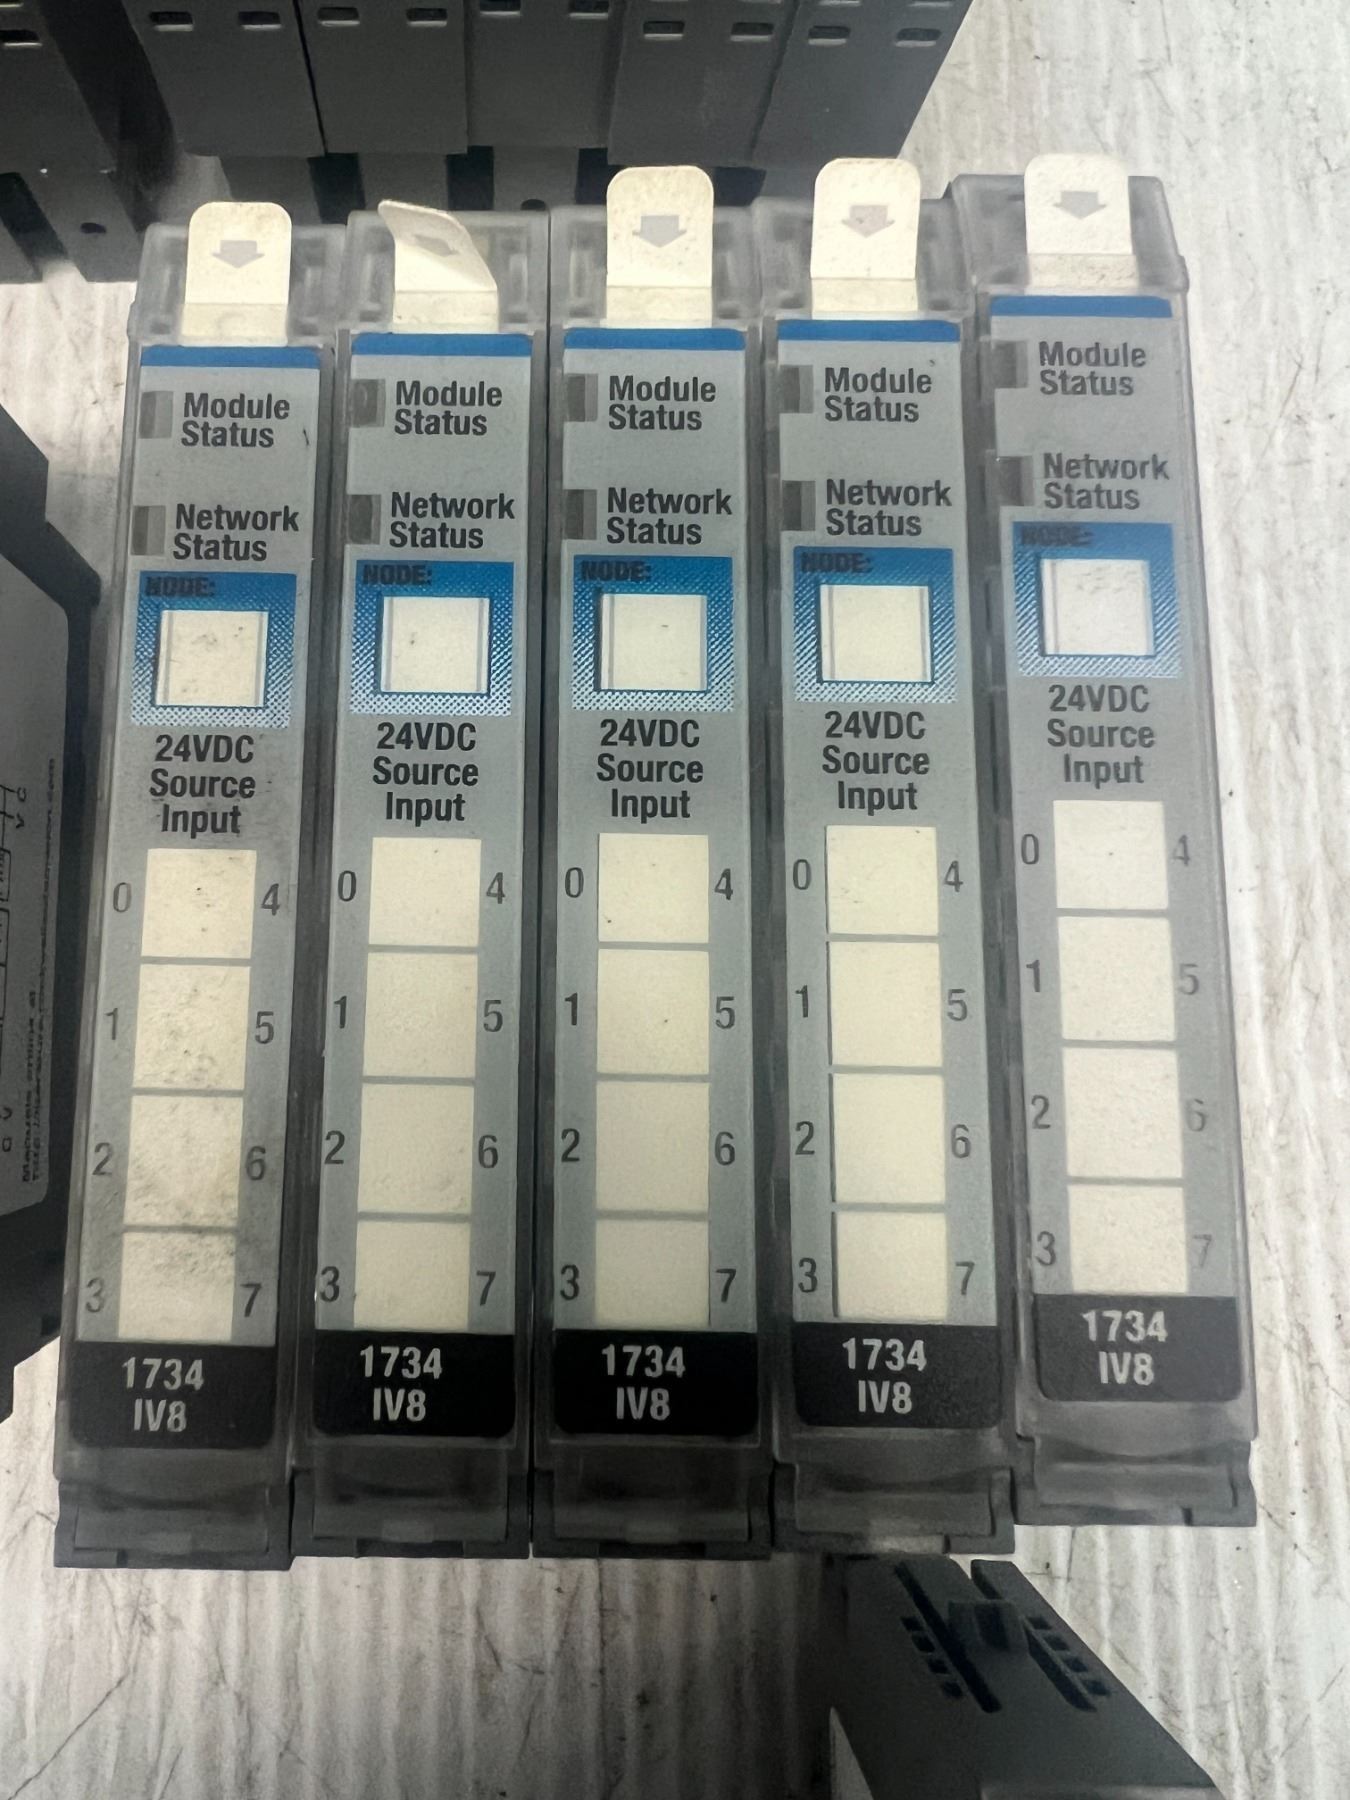 Module
Status
Network
Status
NODE:
24VDC
Source
Input
0 4
1 5
2 6
3 7
1734
IV8
Module
Status
Network
Status
NODE:
24VDC
Source
Input
0 4
1 5
2 6
3 7
1734
IV8
Module
Status
Network
Status
NODE:
24VDC
Source
Input
0 4
1 5
2 6
3 7
1734
IV8
Module
Status
Network
Status
NODE:
24VDC
Source
Input
0 4
1 5
2 6
3 7
1734
IV8
Module
Status
Network
Status
NODE:
24VDC
Source
Input
0 4
1 5
2 6
3 7
1734
IV8